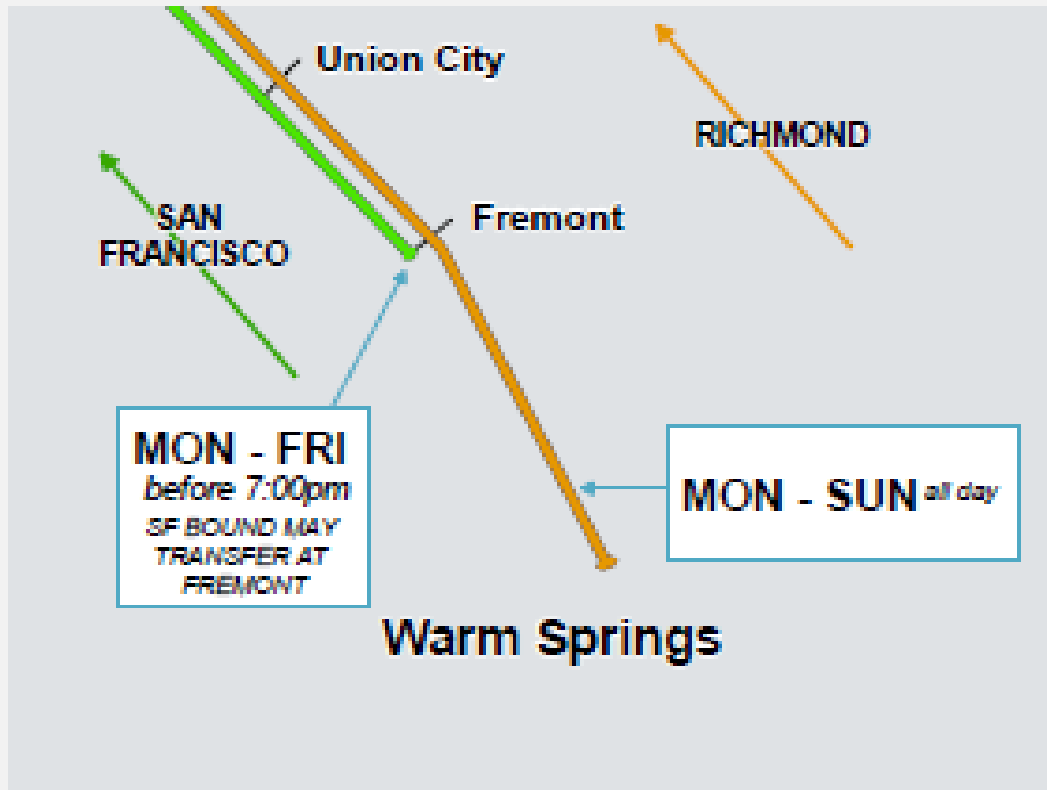 Union City
RICHMOND
SAN
FRANCISCO
Fremont
MON - FRI
before 7:00pm
SF BOUND MAY
TRANSFER AT
FREMONT
MON - SUN all day
Warm Springs